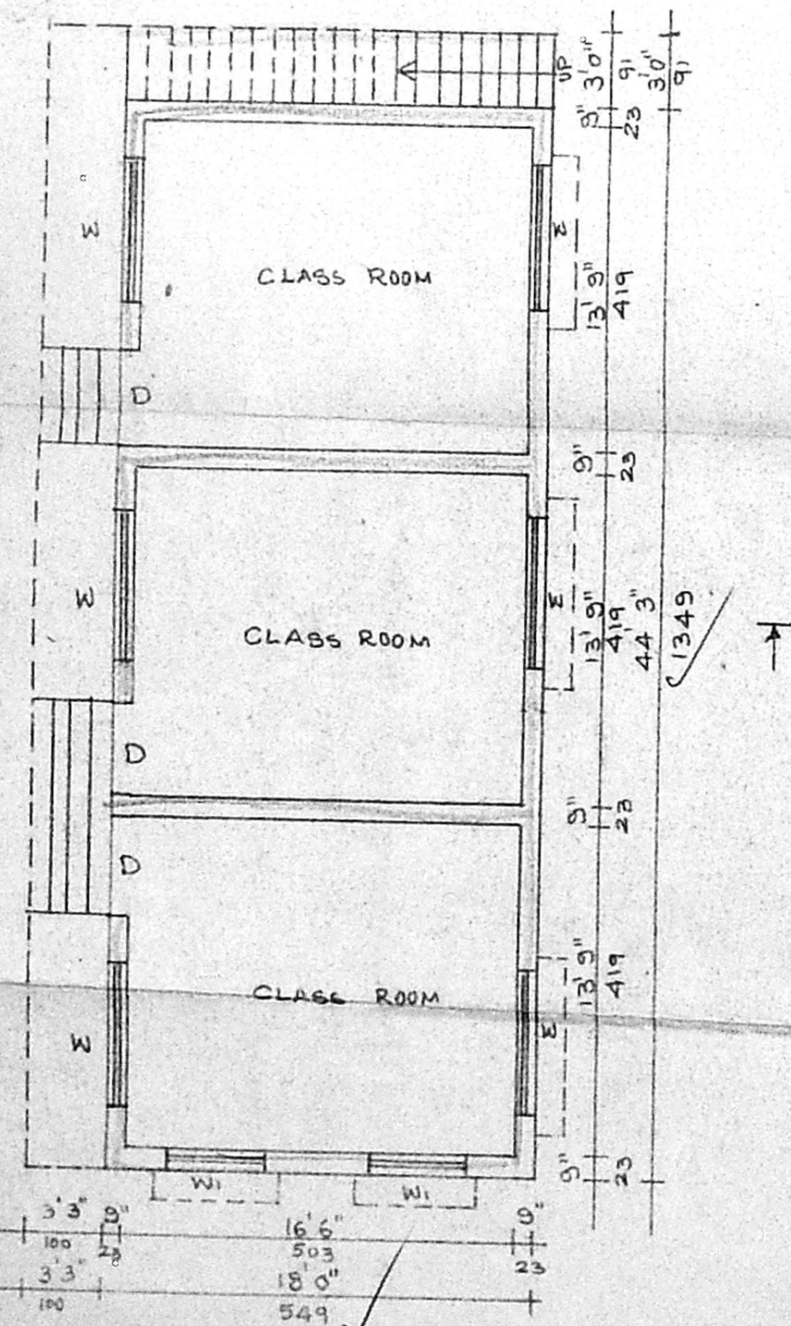 UP
3'0"
91
3'0"
91
9"
23
W
W
CLASS ROOM
13' 9"
419
D
9"
23
W
W
CLASS ROOM
13' 9"
419
44' 3"
1349
D
9"
23
D
CLASS ROOM
13' 9"
419
W
W
W1
W1
9"
23
3' 3" 9" 16' 6" 9"
100 23 503 23
3' 3" 18' 0"
100 549